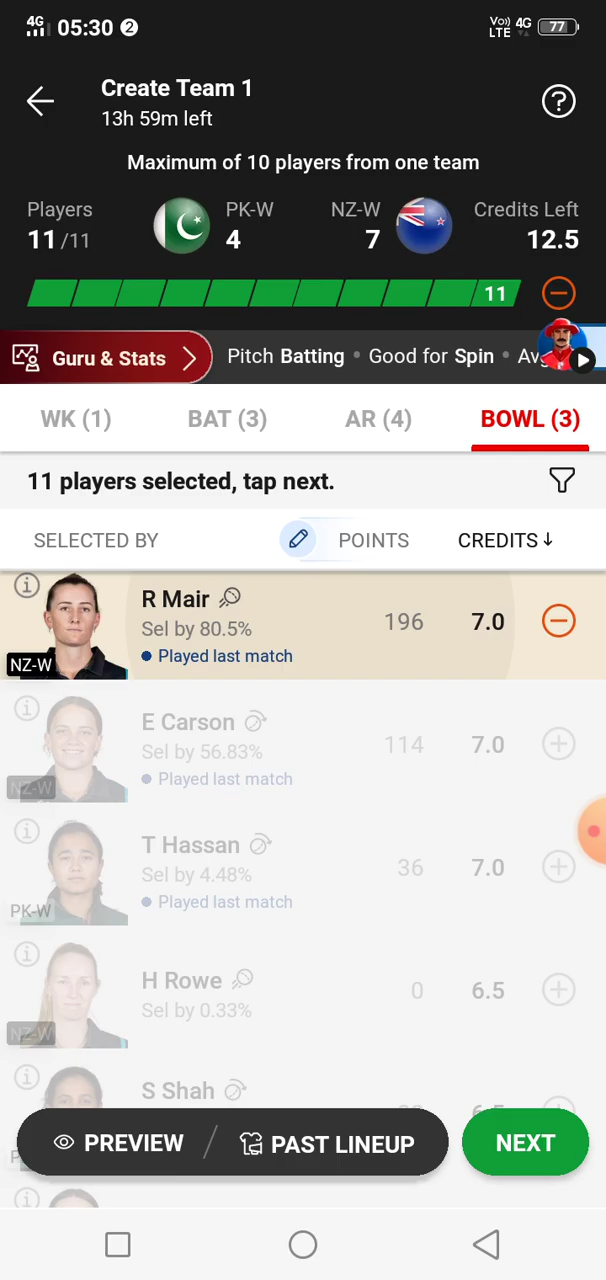 4G 05:30 2 Vo)) LTE 4G 77
Create Team 1
13h 59m left
Maximum of 10 players from one team
Players PK-W NZ-W Credits Left
11/11 4 7 12.5
11
Guru & Stats Pitch Batting • Good for Spin •
WK (1) BAT (3) AR (4) BOWL (3)
11 players selected, tap next.
SELECTED BY POINTS CREDITS↓
R Mair
Sel by 80.5% 196 7.0
Played last match
NZ-W
E Carson
Sel by 56.83% 114 7.0
Played last match
NZ-W
T Hassan
Sel by 4.48% 36 7.0
Played last match
PK-W
H Rowe
Sel by 0.33% 0 6.5
NZ-W
S Shah
PREVIEW / PAST LINEUP NEXT